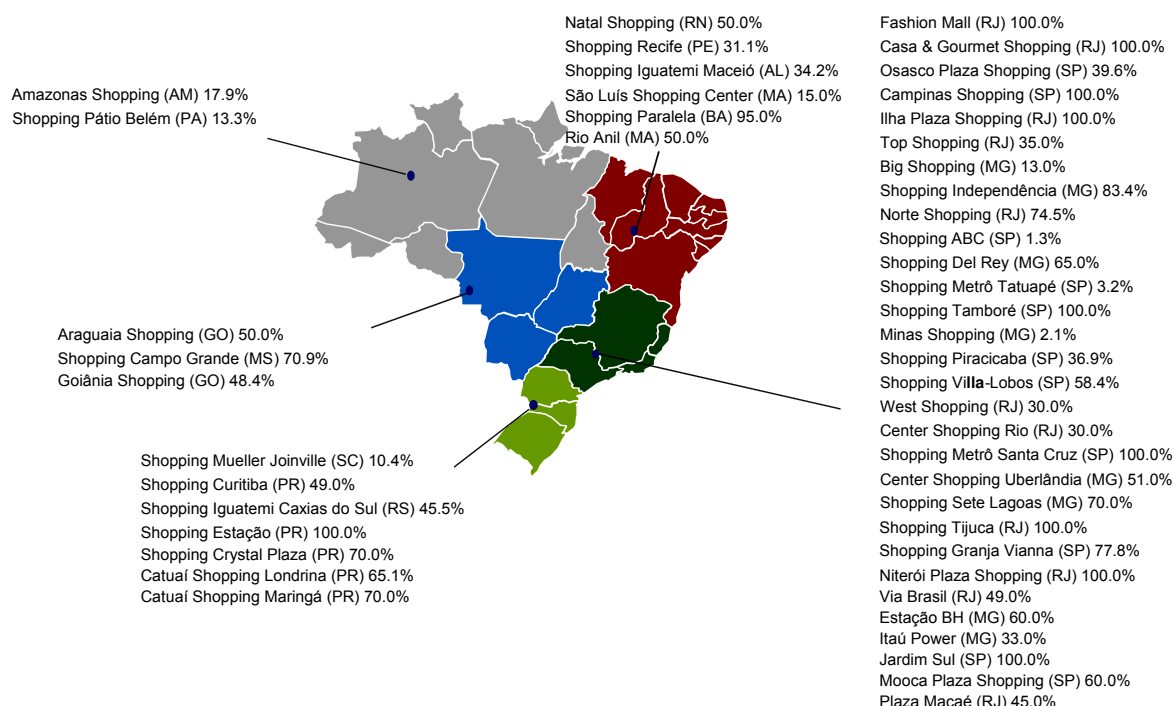 Amazonas Shopping (AM) 17.9%
Shopping Pátio Belém (PA) 13.3%
Natal Shopping (RN) 50.0%
Shopping Recife (PE) 31.1%
Shopping Iguatemi Maceió (AL) 34.2%
São Luís Shopping Center (MA) 15.0%
Shopping Paralela (BA) 95.0%
Rio Anil (MA) 50.0%
Araguaia Shopping (GO) 50.0%
Shopping Campo Grande (MS) 70.9%
Goiânia Shopping (GO) 48.4%
Shopping Mueller Joinville (SC) 10.4%
Shopping Curitiba (PR) 49.0%
Shopping Iguatemi Caxias do Sul (RS) 45.5%
Shopping Estação (PR) 100.0%
Shopping Crystal Plaza (PR) 70.0%
Catuaí Shopping Londrina (PR) 65.1%
Catuaí Shopping Maringá (PR) 70.0%
Fashion Mall (RJ) 100.0%
Casa & Gourmet Shopping (RJ) 100.0%
Osasco Plaza Shopping (SP) 39.6%
Campinas Shopping (SP) 100.0%
Ilha Plaza Shopping (RJ) 100.0%
Top Shopping (RJ) 35.0%
Big Shopping (MG) 13.0%
Shopping Independência (MG) 83.4%
Norte Shopping (RJ) 74.5%
Shopping ABC (SP) 1.3%
Shopping Del Rey (MG) 65.0%
Shopping Metrô Tatuapé (SP) 3.2%
Shopping Tamboré (SP) 100.0%
Minas Shopping (MG) 2.1%
Shopping Piracicaba (SP) 36.9%
Shopping Villa-Lobos (SP) 58.4%
West Shopping (RJ) 30.0%
Center Shopping Rio (RJ) 30.0%
Shopping Metrô Santa Cruz (SP) 100.0%
Center Shopping Uberlândia (MG) 51.0%
Shopping Sete Lagoas (MG) 70.0%
Shopping Tijuca (RJ) 100.0%
Shopping Granja Vianna (SP) 77.8%
Niterói Plaza Shopping (RJ) 100.0%
Via Brasil (RJ) 49.0%
Estação BH (MG) 60.0%
Itaú Power (MG) 33.0%
Jardim Sul (SP) 100.0%
Mooca Plaza Shopping (SP) 60.0%
Plaza Macaé (RJ) 45.0%